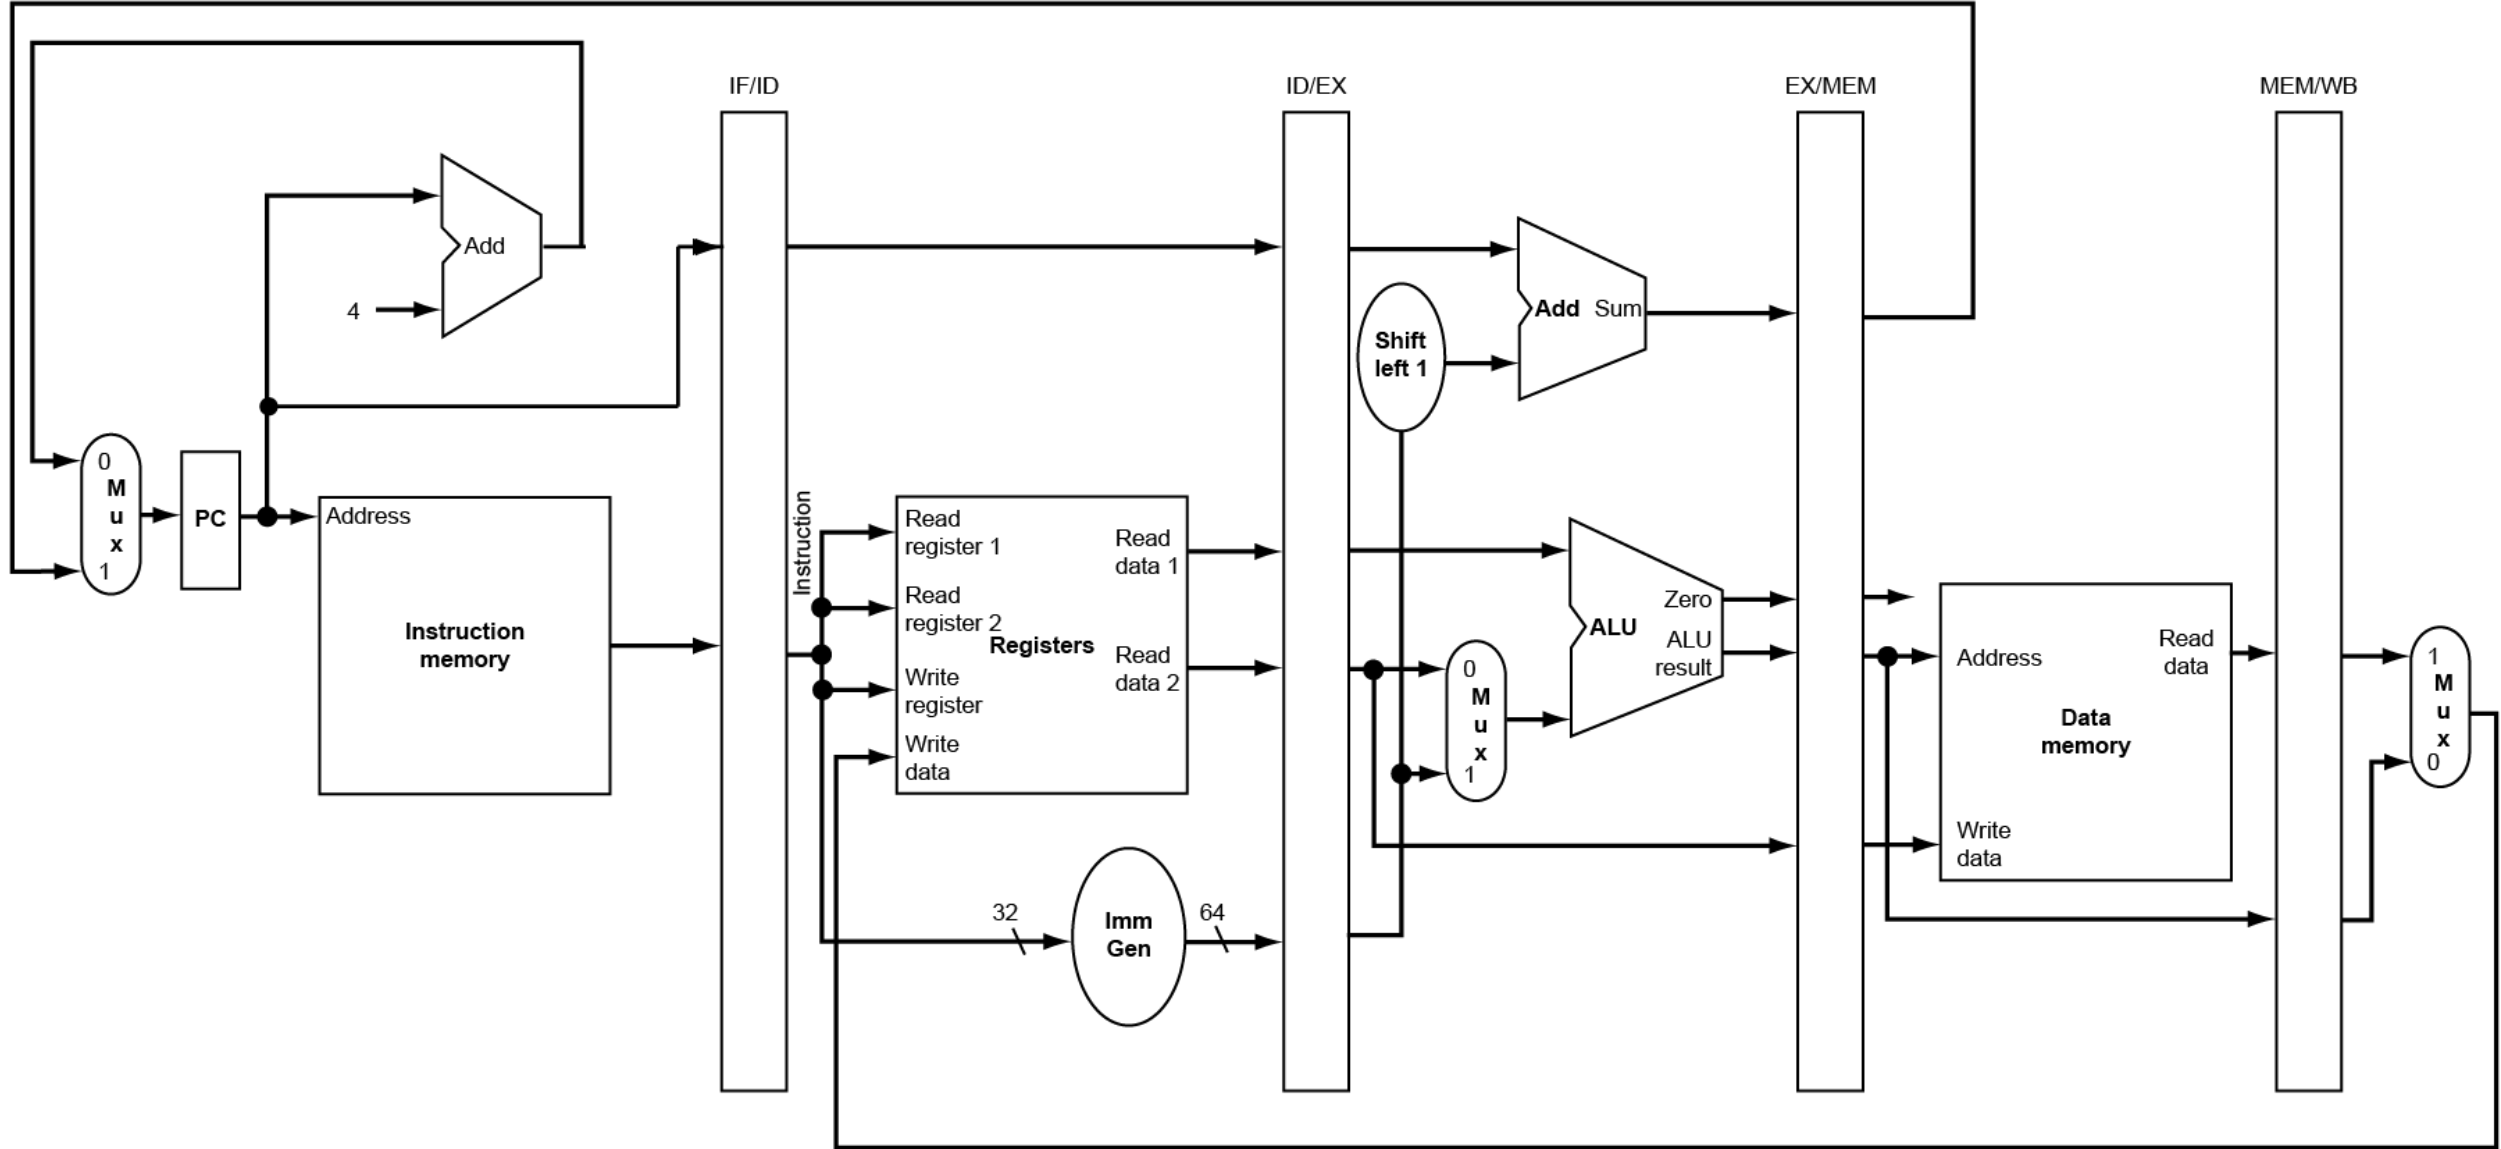 IF/ID
ID/EX
EX/MEM
MEM/WB
Add
4
Add Sum
Shift
left 1
0
M
u
x
1
PC
Address
Instruction
memory
Instruction
Read
register 1
Read
register 2
Write
register
Write
data
Registers
Read
data 1
Read
data 2
32
Imm
Gen
64
0
M
u
x
1
ALU
Zero
ALU
result
Address
Read
data
Data
memory
Write
data
1
M
u
x
0